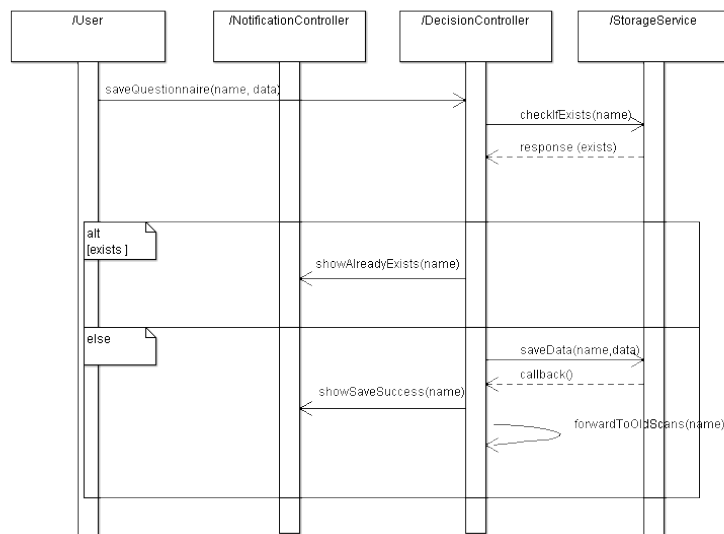 /User
/NotificationController
/DecisionController
/StorageService
saveQuestionnaire(name, data)
checkIfExists(name)
response (exists)
alt
[exists ]
showAlreadyExists(name)
else
saveData(name,data)
callback()
showSaveSuccess(name)
forwardToOldScans(name)